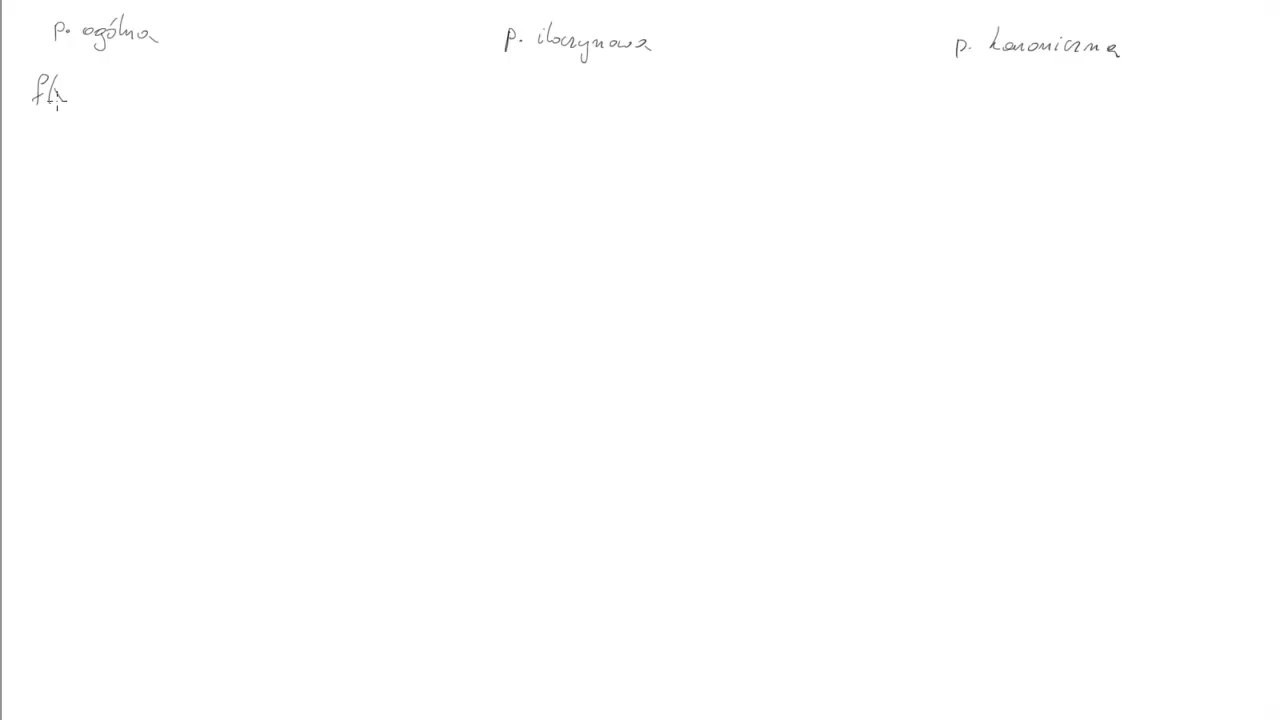 p. ogólna
p. iloczynowa
p. kanoniczna
f(